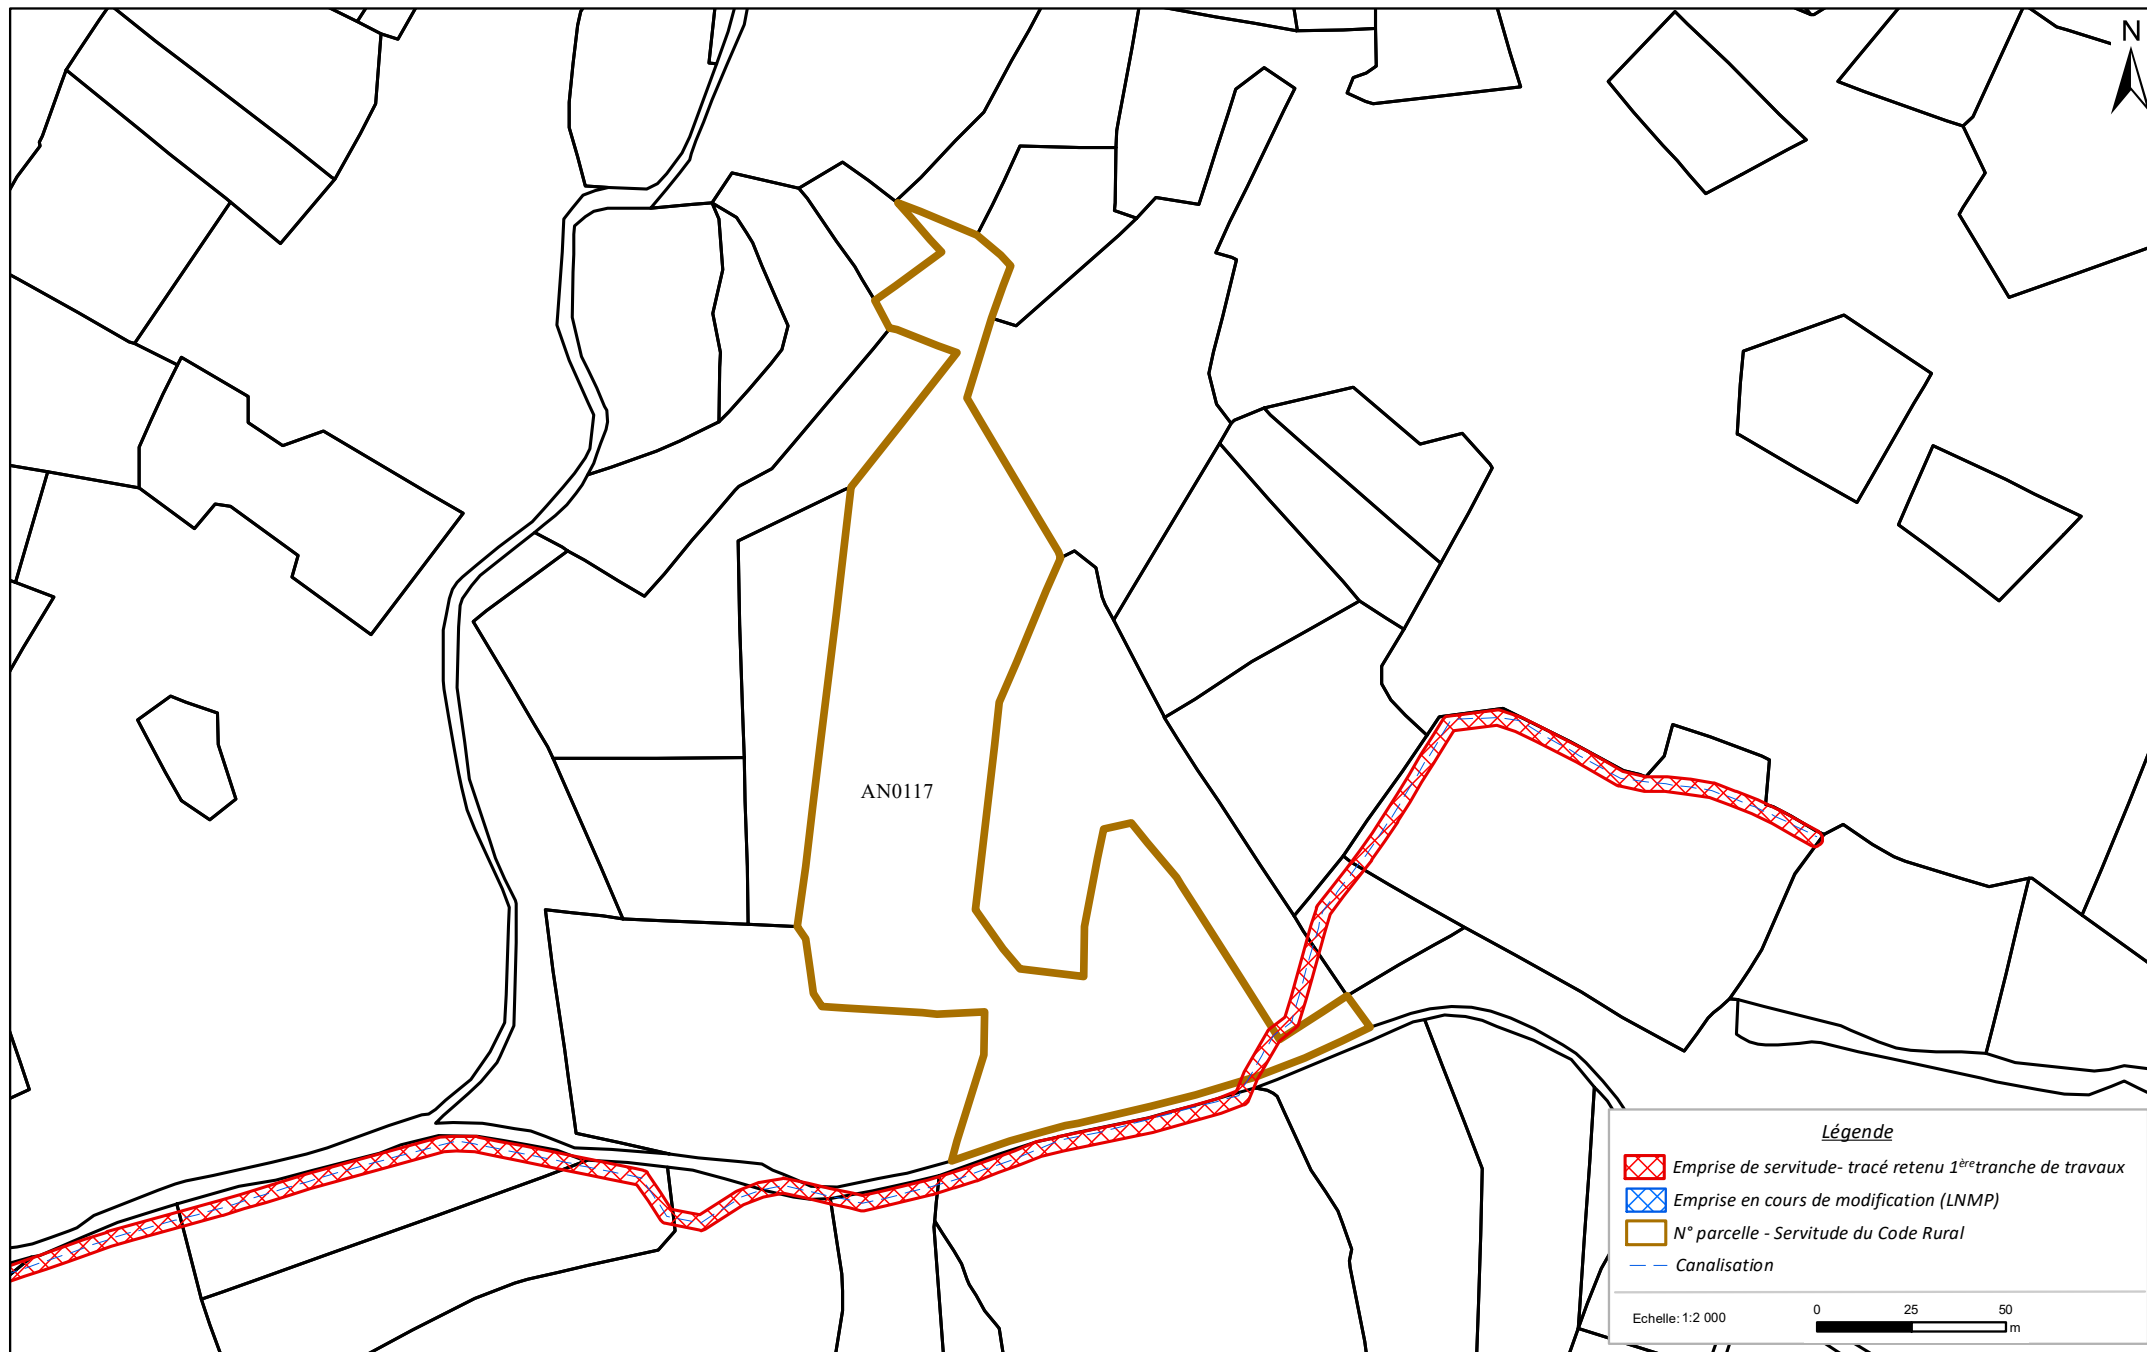 N
AN0117
Légende
Emprise de servitude- tracé retenu 1ère tranche de travaux
Emprise en cours de modification (LNMP)
N° parcelle - Servitude du Code Rural
Canalisation
Echelle: 1:2 000
0 25 50
m